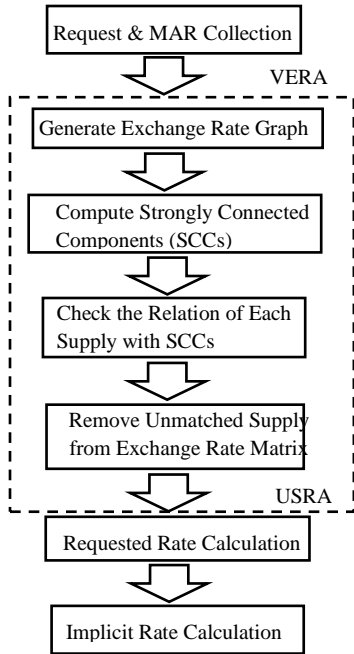 Request & MAR Collection
VERA
Generate Exchange Rate Graph
Compute Strongly Connected
Components (SCCs)
Check the Relation of Each
Supply with SCCs
Remove Unmatched Supply
from Exchange Rate Matrix
USRA
Requested Rate Calculation
Implicit Rate Calculation